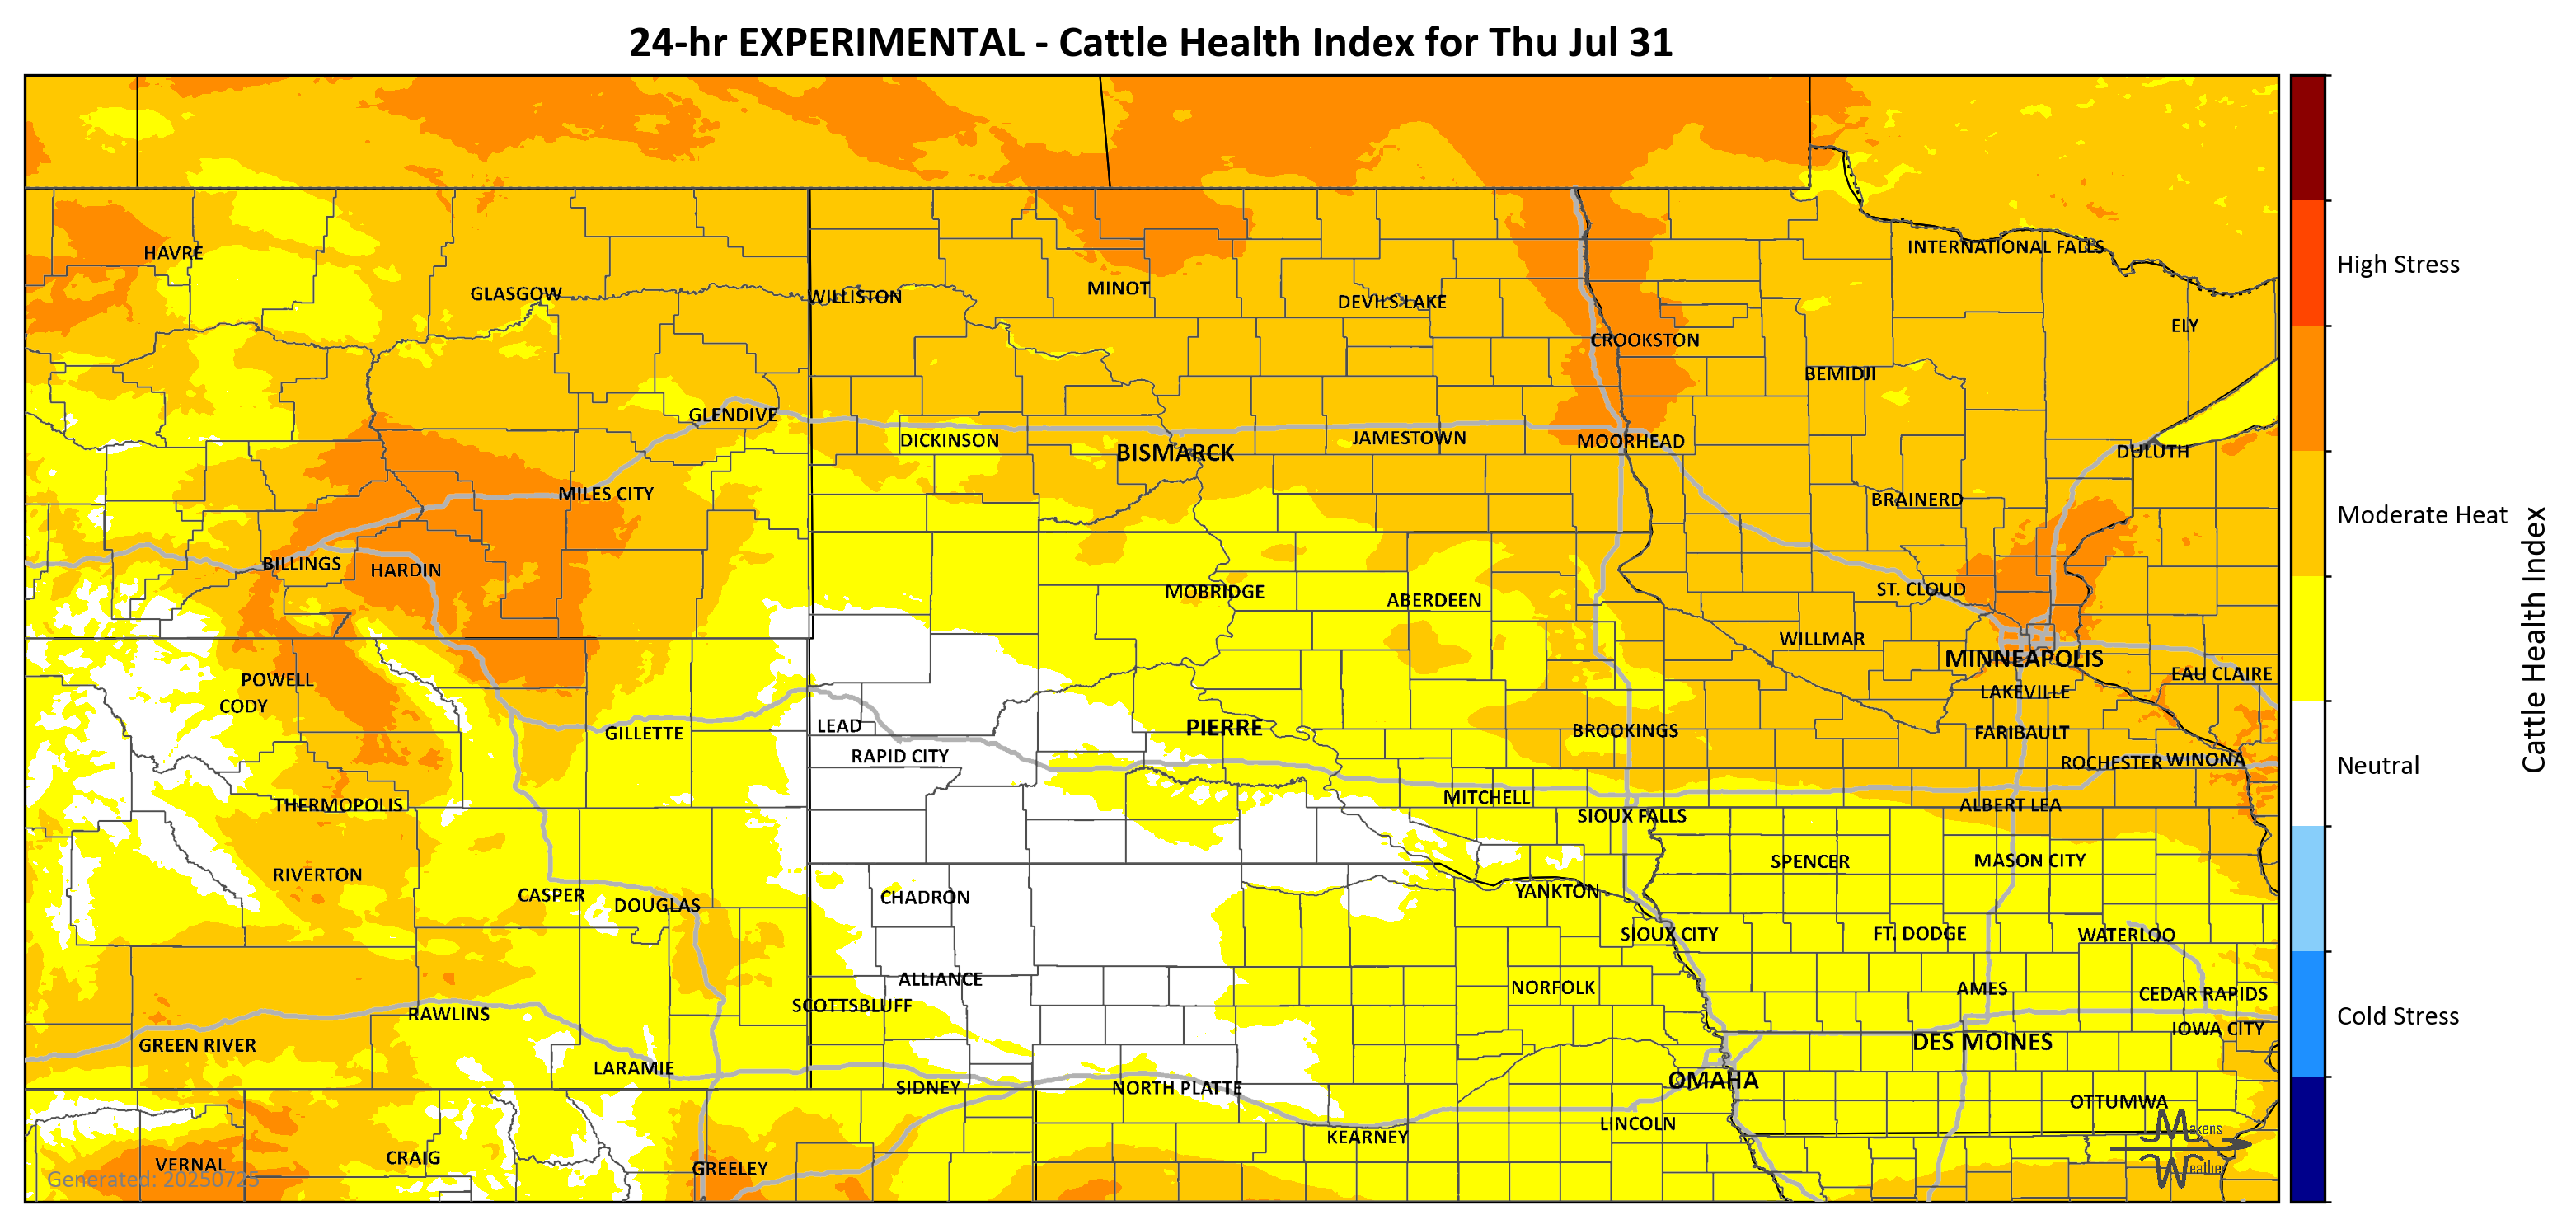 24-hr EXPERIMENTAL - Cattle Health Index for Thu Jul 31
HAVRE
INTERNATIONAL FALLS
High Stress
GLASGOW
WILLISTON
MINOT
DEVILS LAKE
ELY
CROOKSTON
BEMIDJI
GLENDIVE
DICKINSON
BISMARCK
JAMESTOWN
MOORHEAD
DULUTH
MILES CITY
BRAINERD
Moderate Heat
BILLINGS
HARDIN
MOBRIDGE
ABERDEEN
ST. CLOUD
WILLMAR
MINNEAPOLIS
EAU CLAIRE
POWELL
CODY
LAKEVILLE
Cattle Health Index
GILLETTE
LEAD
PIERRE
BROOKINGS
FARIBAULT
RAPID CITY
ROCHESTER
WINONA
Neutral
THERMOPOLIS
MITCHELL
ALBERT LEA
SIOUX FALLS
RIVERTON
SPENCER
MASON CITY
CASPER
DOUGLAS
CHADRON
YANKTON
SIOUX CITY
FT. DODGE
WATERLOO
ALLIANCE
NORFOLK
AMES
CEDAR RAPIDS
SCOTTSBLUFF
RAWLINS
Cold Stress
GREEN RIVER
IOWA CITY
DES MOINES
LARAMIE
SIDNEY
NORTH PLATTE
OMAHA
OTTUMWA
LINCOLN
KEARNEY
Makens
Weather
VERNAL
CRAIG
GREELEY
Generated: 20250725